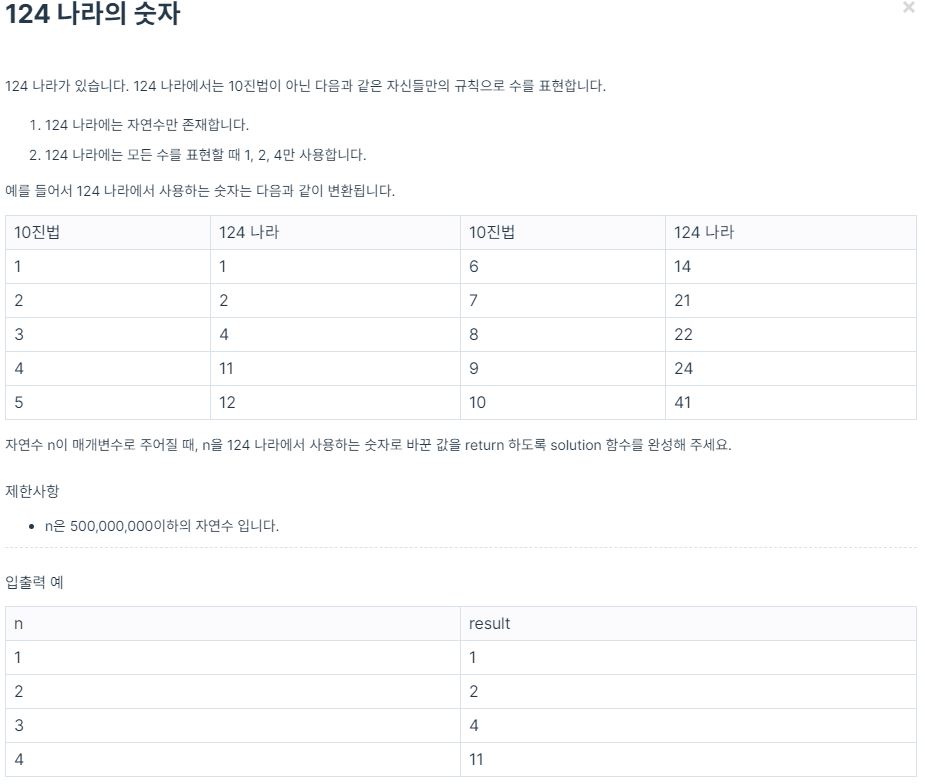 124 나라의 숫자
×
124 나라가 있습니다. 124 나라에서는 10진법이 아닌 다음과 같은 자신들만의 규칙으로 수를 표현합니다.
1. 124 나라에는 자연수만 존재합니다.
2. 124 나라에는 모든 수를 표현할 때 1, 2, 4만 사용합니다.
예를 들어서 124 나라에서 사용하는 숫자는 다음과 같이 변환됩니다.
10진법 124 나라 10진법 124 나라
1 1 6 14
2 2 7 21
3 4 8 22
4 11 9 24
5 12 10 41
자연수 n이 매개변수로 주어질 때, n을 124 나라에서 사용하는 숫자로 바꾼 값을 return 하도록 solution 함수를 완성해 주세요.
제한사항
• n은 500,000,000이하의 자연수 입니다.
입출력 예
n result
1 1
2 2
3 4
4 11